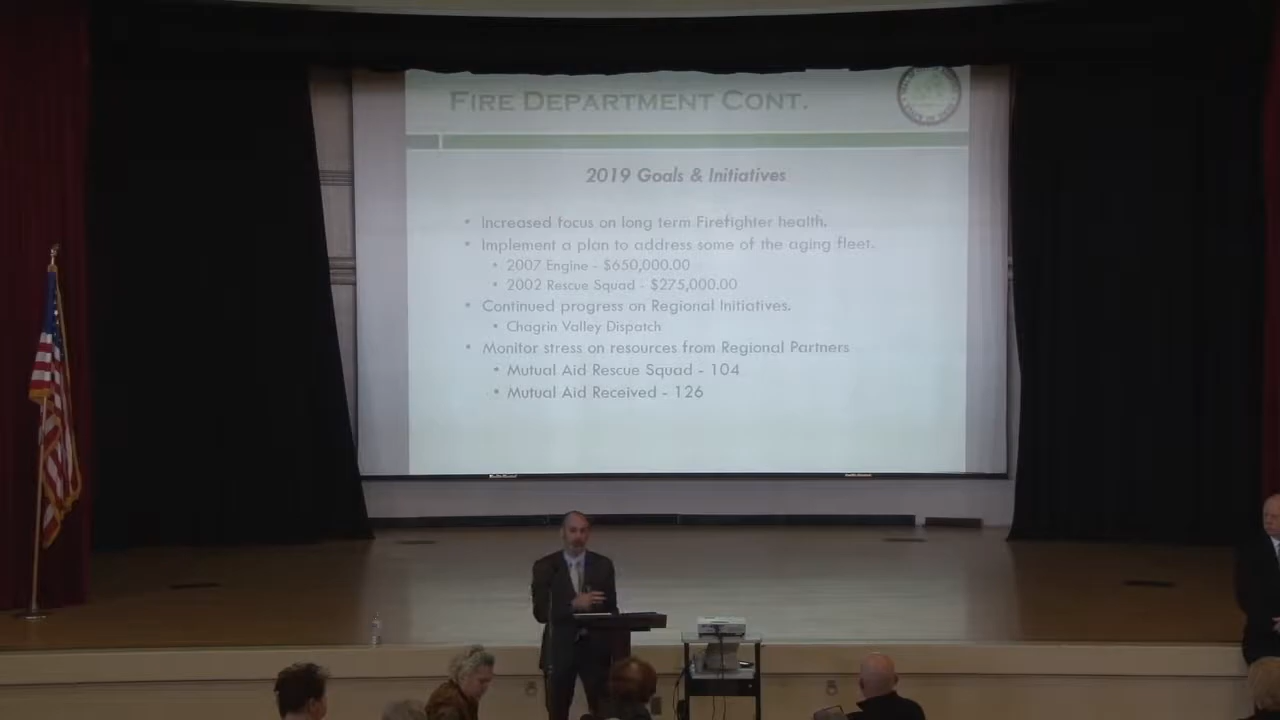 FIRE DEPARTMENT CONT.
2019 Goals & Initiatives
• Increased focus on long term Firefighter health.
• Implement a plan to address some of the aging fleet.
• 2007 Engine - $650,000.00
• 2002 Rescue Squad - $275,000.00
• Continued progress on Regional Initiatives.
• Chagrin Valley Dispatch
• Monitor stress on resources from Regional Partners
• Mutual Aid Rescue Squad - 104
• Mutual Aid Received - 126